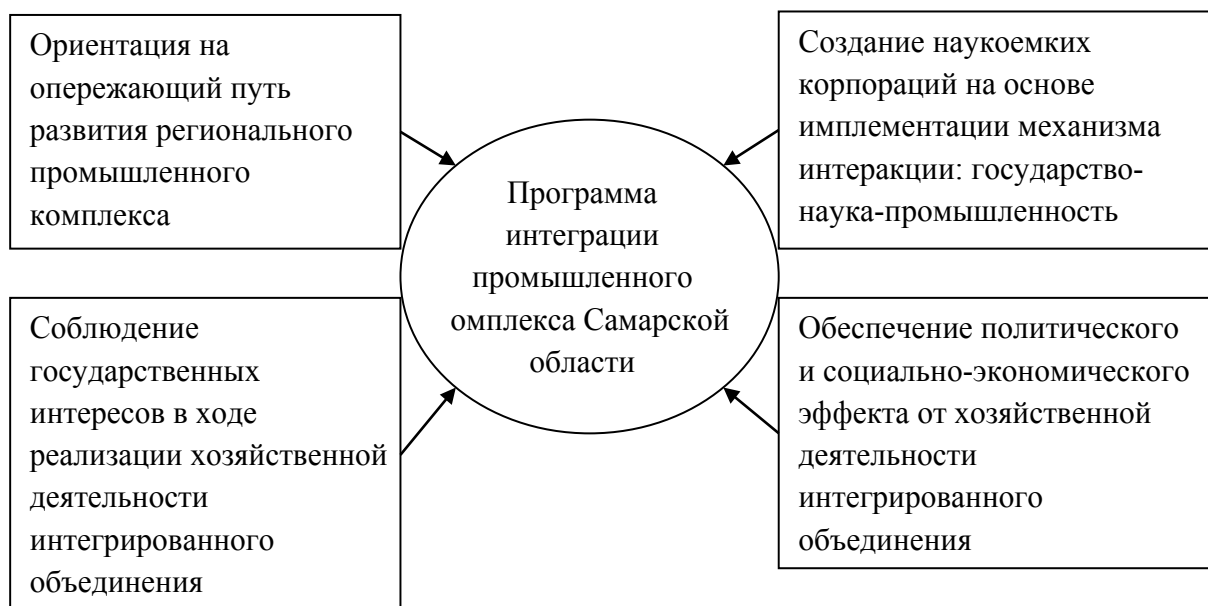 Ориентация на
опережающий путь
развития регионального
промышленного
комплекса
Создание наукоемких
корпораций на основе
имплементации механизма
интеракции: государство-
наука-промышленность
Программа
интеграции
промышленного
омплекса Самарской
области
Соблюдение
государственных
интересов в ходе
реализации хозяйственной
деятельности
интегрированного
объединения
Обеспечение политического
и социально-экономического
эффекта от хозяйственной
деятельности
интегрированного
объединения